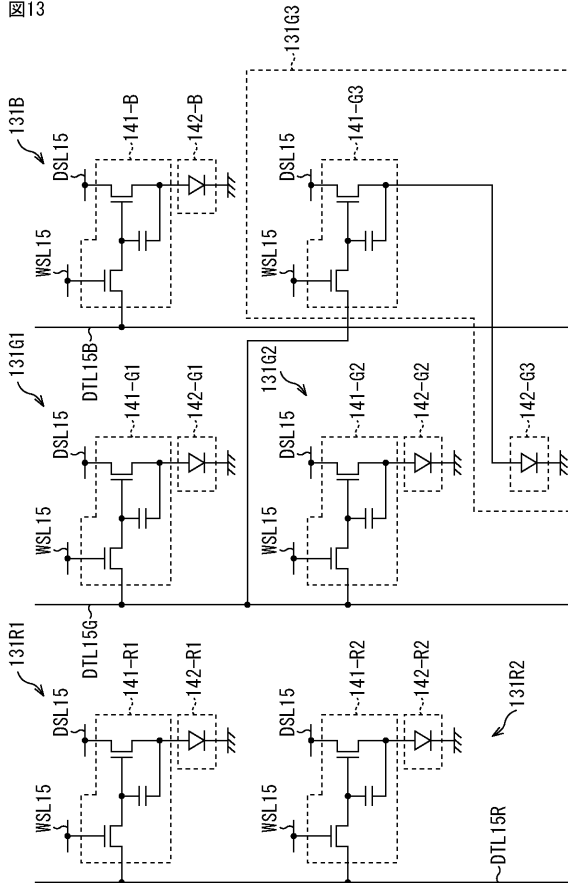 図13
131B
DSL15
141-B
142-B
WSL15
DTL15B
131G3
DSL15
141-G3
WSL15
131G1
DSL15
141-G1
142-G1
WSL15
DTL15G
131G2
DSL15
141-G2
142-G2
WSL15
142-G3
131R1
DSL15
141-R1
142-R1
WSL15
DSL15
141-R2
142-R2
WSL15
131R2
DTL15R